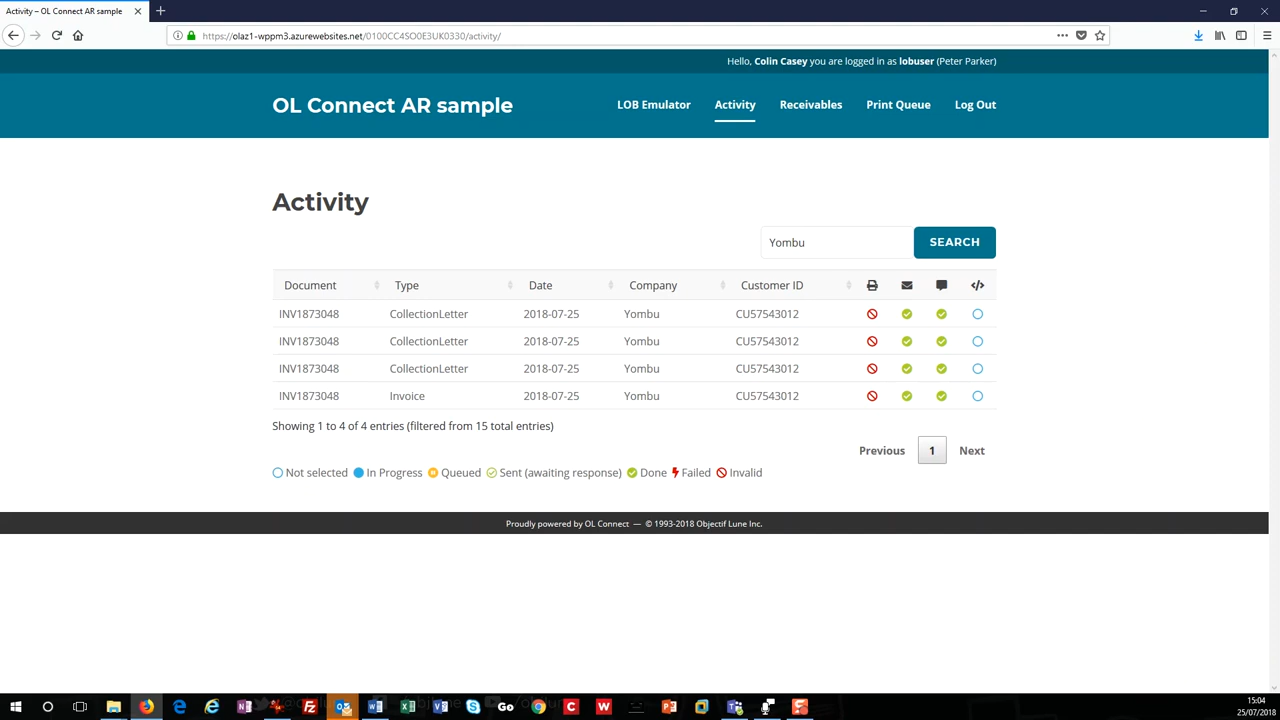 Activity – OL Connect AR sample
https://olaz1-wppm3.azurewebsites.net/0100CC4SO0E3UK0330/activity/
Hello, Colin Casey you are logged in as lobuser (Peter Parker)
OL Connect AR sample
LOB Emulator Activity Receivables Print Queue Log Out
Activity
Yombu SEARCH
Document Type Date Company Customer ID
INV1873048 CollectionLetter 2018-07-25 Yombu CU57543012
INV1873048 CollectionLetter 2018-07-25 Yombu CU57543012
INV1873048 CollectionLetter 2018-07-25 Yombu CU57543012
INV1873048 Invoice 2018-07-25 Yombu CU57543012
Showing 1 to 4 of 4 entries (filtered from 15 total entries)
Previous 1 Next
Not selected In Progress Queued Sent (awaiting response) Done Failed Invalid
Proudly powered by OL Connect — © 1993-2018 Objectif Lune Inc.
15:04
25/07/2018